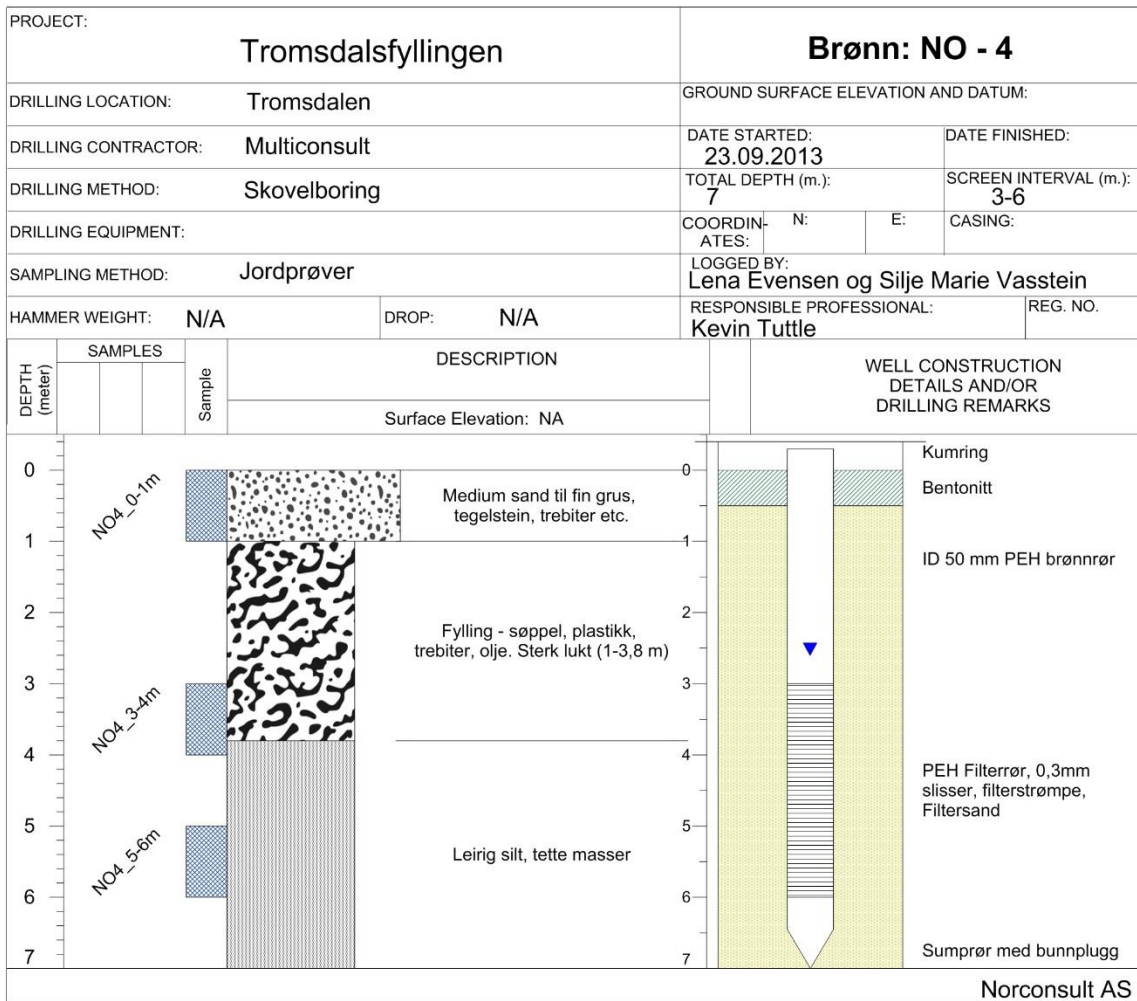 PROJECT:
Tromsdalsfyllingen
Brønn: NO - 4
DRILLING LOCATION: Tromsdalen
GROUND SURFACE ELEVATION AND DATUM:
DRILLING CONTRACTOR: Multiconsult
DATE STARTED:
23.09.2013
DATE FINISHED:
DRILLING METHOD: Skovelboring
TOTAL DEPTH (m.):
7
SCREEN INTERVAL (m.):
3-6
DRILLING EQUIPMENT:
COORDIN-
ATES:
N:
E:
CASING:
SAMPLING METHOD: Jordprøver
LOGGED BY:
Lena Evensen og Silje Marie Vasstein
HAMMER WEIGHT: N/A
DROP: N/A
RESPONSIBLE PROFESSIONAL:
Kevin Tuttle
REG. NO.
DEPTH
(meter)
SAMPLES
Sample
DESCRIPTION
Surface Elevation: NA
WELL CONSTRUCTION
DETAILS AND/OR
DRILLING REMARKS
0
1
2
3
4
5
6
7
NO4_0-1m
NO4_3-4m
NO4_5-6m
Medium sand til fin grus,
tegelstein, trebiter etc.
Fylling - søppel, plastikk,
trebiter, olje. Sterk lukt (1-3,8 m)
Leirig silt, tette masser
0
1
2
3
4
5
6
7
Kumring
Bentonitt
ID 50 mm PEH brønnrør
PEH Filterrør, 0,3mm
slisser, filterstrømpe,
Filtersand
Sumprør med bunnplugg
Norconsult AS